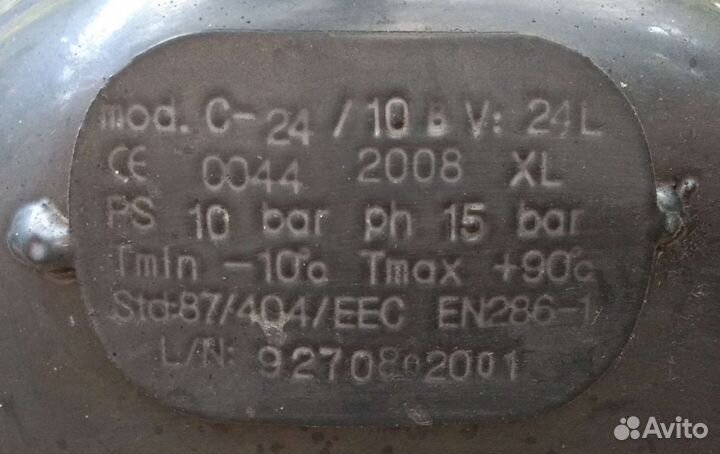 mod. C-24 / 10 B V: 24L
CE 0044 2008 XL
PS 10 bar ph 15 bar
Tmin -10°c Tmax +90°c
Std:87/404/EEC EN286-1
L/N: 9270802001
Avito